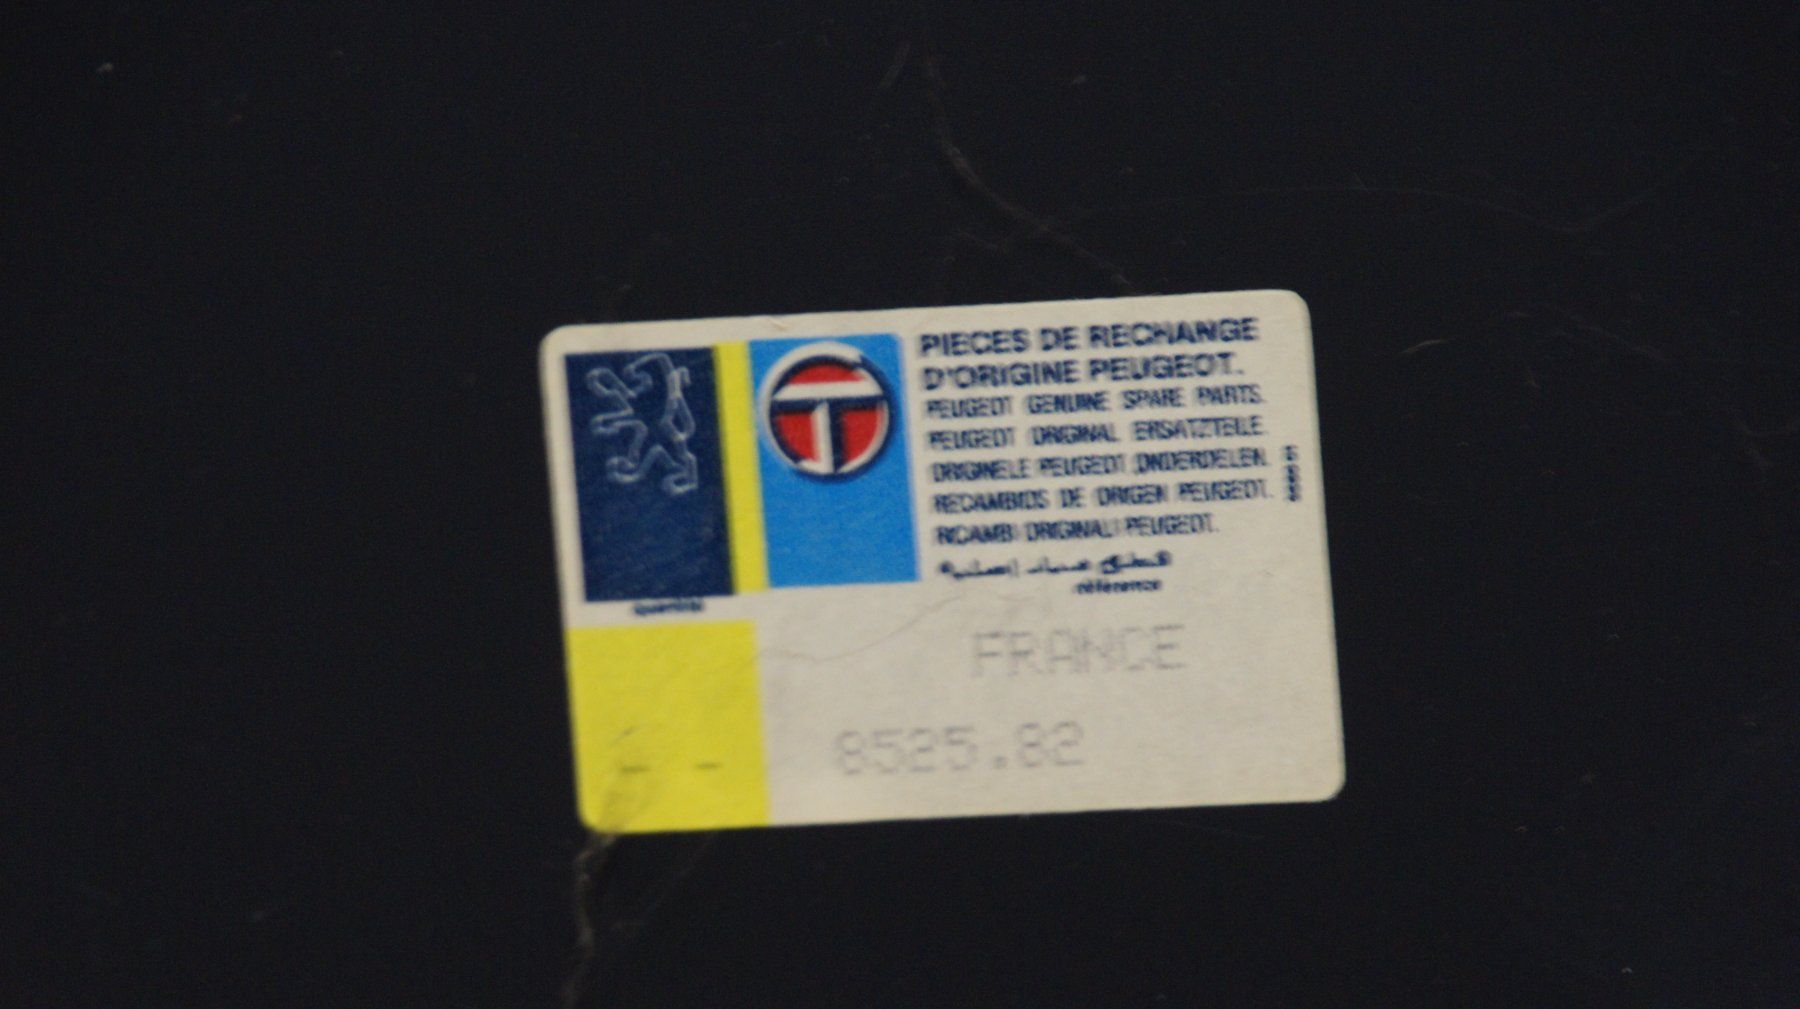 PIECES DE RECHANGE
D'ORIGINE PEUGEOT.
PEUGEOT GENUINE SPARE PARTS.
PEUGEOT ORIGINAL ERSATZTEILE.
ORIGINELE PEUGEOT ONDERDELEN.
RECAMBIOS DE ORIGEN PEUGEOT.
RICAMBI ORIGINALI PEUGEOT.
référence
quantité
FRANCE
- -
8525.82